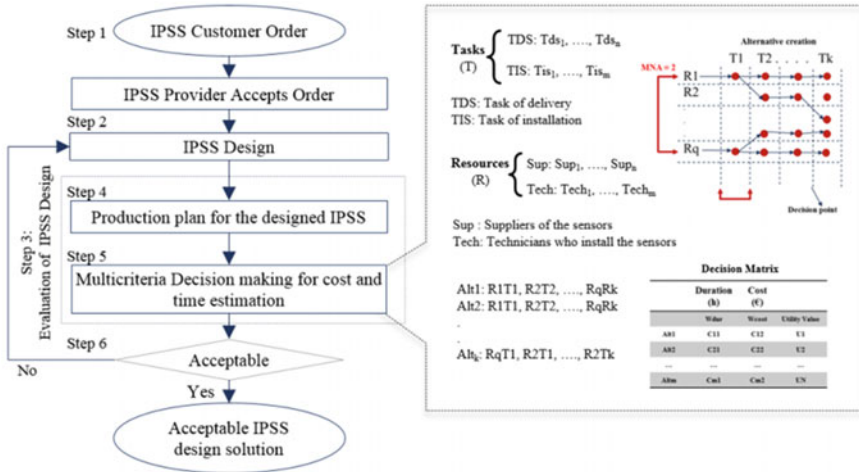 Step 1
IPSS Customer Order
IPSS Provider Accepts Order
Step 2
IPSS Design
Step 3:
Evaluation of IPSS Design
Step 4
Production plan for the designed IPSS
Step 5
Multicriteria Decision making for cost and
time estimation
Step 6
Acceptable
No
Yes
Acceptable IPSS
design solution
Tasks
(T)
TDS: Tds₁, …., Tdsₙ
TIS: Tis₁, …., Tisₘ
TDS: Task of delivery
TIS: Task of installation
Resources
(R)
Sup: Sup₁, …., Supₙ
Tech: Tech₁, …., Techₘ
Sup : Suppliers of the sensors
Tech: Technicians who install the sensors
Alt1: R1T1, R2T2, …., RqRk
Alt2: R1T1, R2T2, …., RqRk
.
.
Altₖ: RqT1, R2T1, …., R2Tk
Alternative creation
T1 T2 . . . . Tk
MNA = 2
R1
R2
.
Rq
Decision point
Decision Matrix
Duration (h) Cost (€)
Wdur Wcost Utility Value
Alt1 C11 C12 U1
Alt2 C21 C22 U2
... ... ... ...
Altm Cm1 Cm2 UN